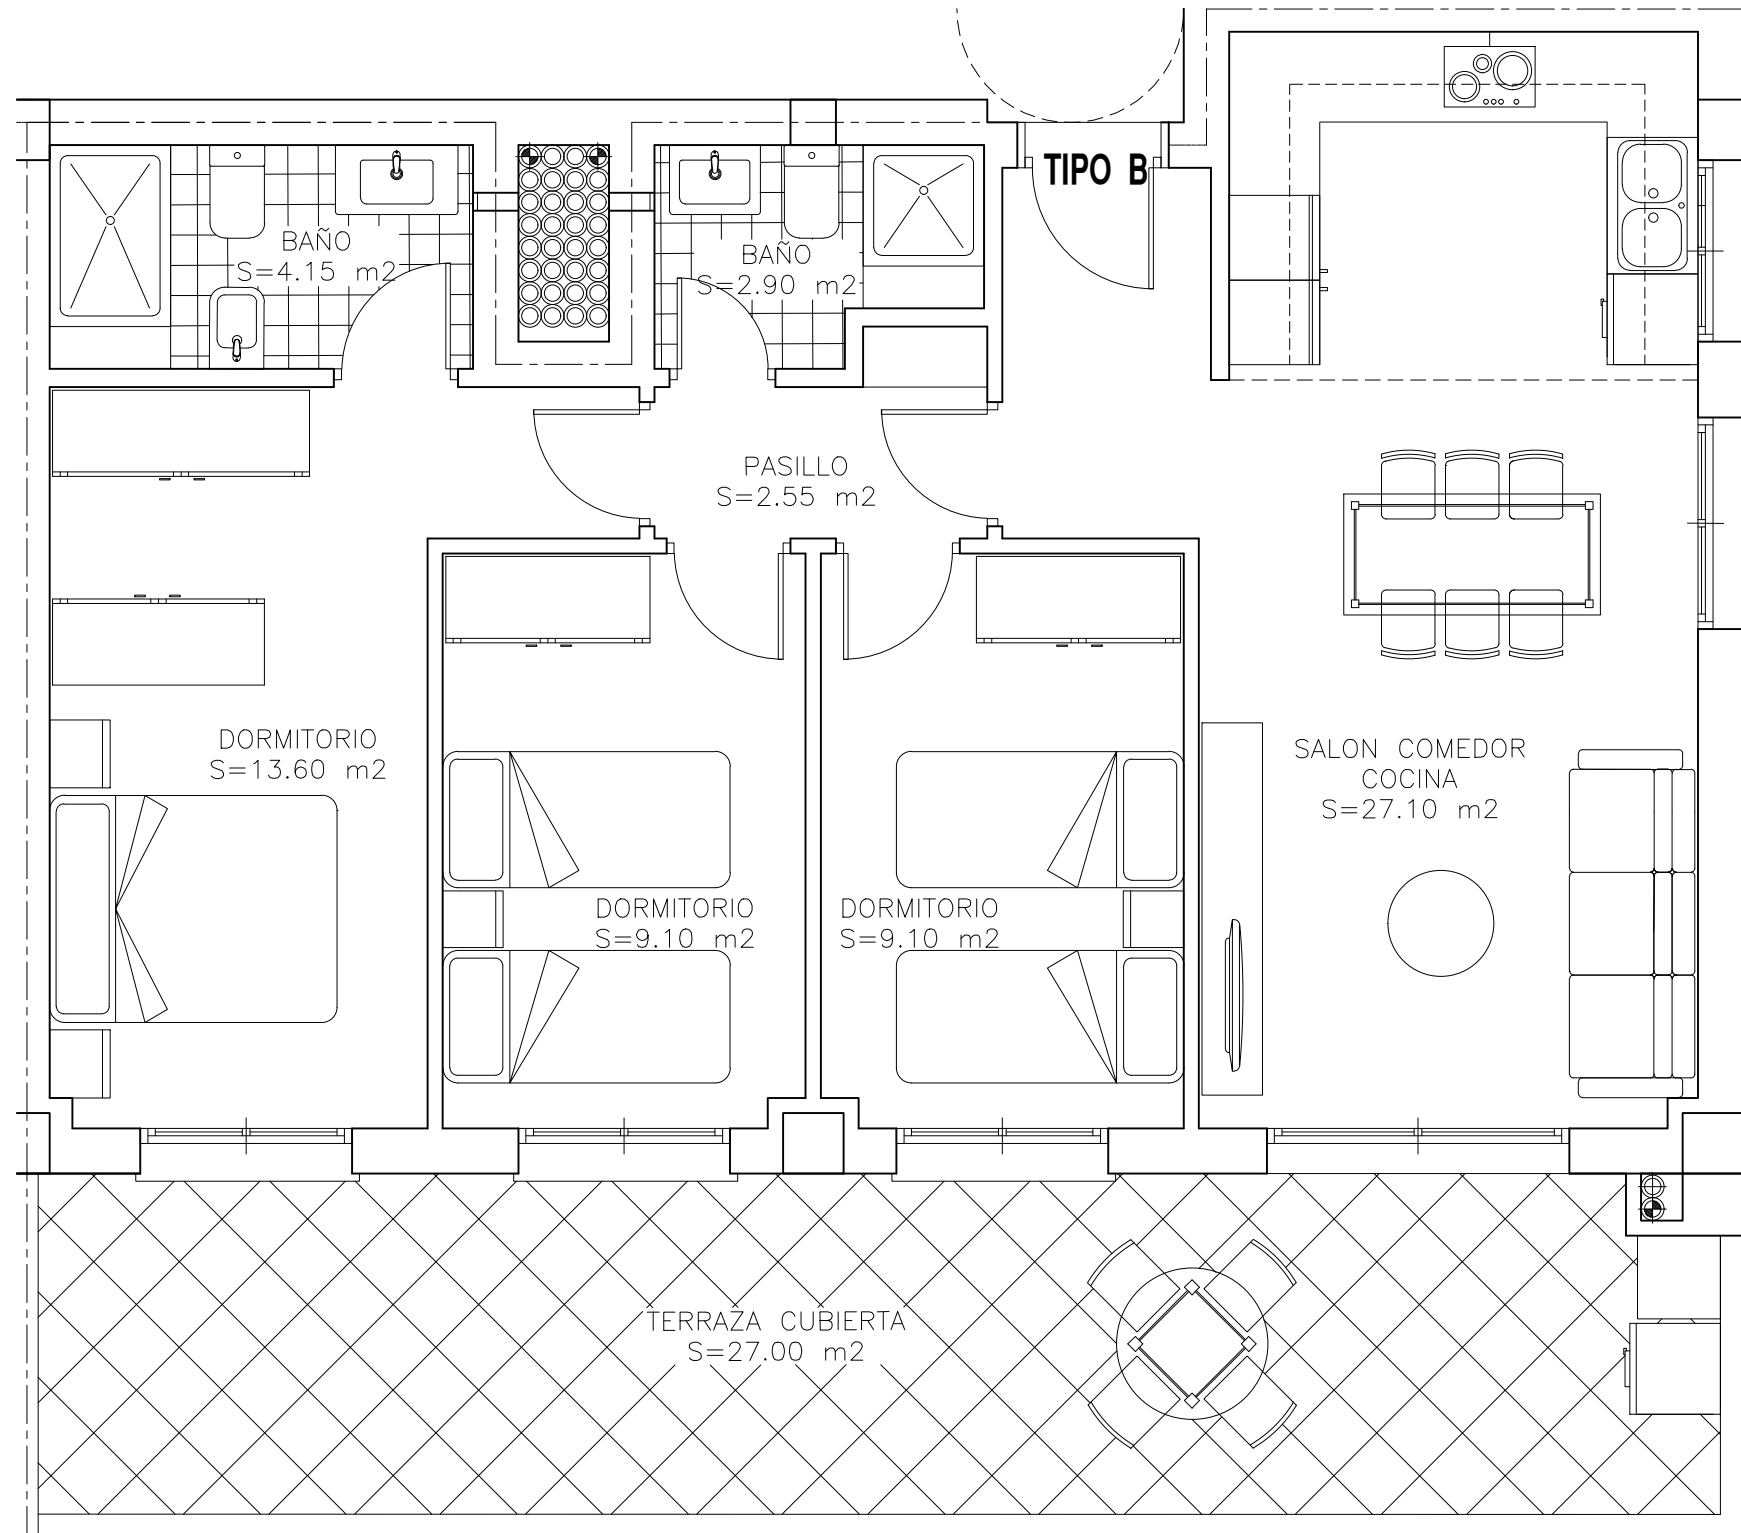 TIPO B
BAÑO
S=4.15 m2
BAÑO
S=2.90 m2
PASILLO
S=2.55 m2
DORMITORIO
S=13.60 m2
SALON COMEDOR
COCINA
S=27.10 m2
DORMITORIO
S=9.10 m2
DORMITORIO
S=9.10 m2
TERRAZA CUBIERTA
S=27.00 m2